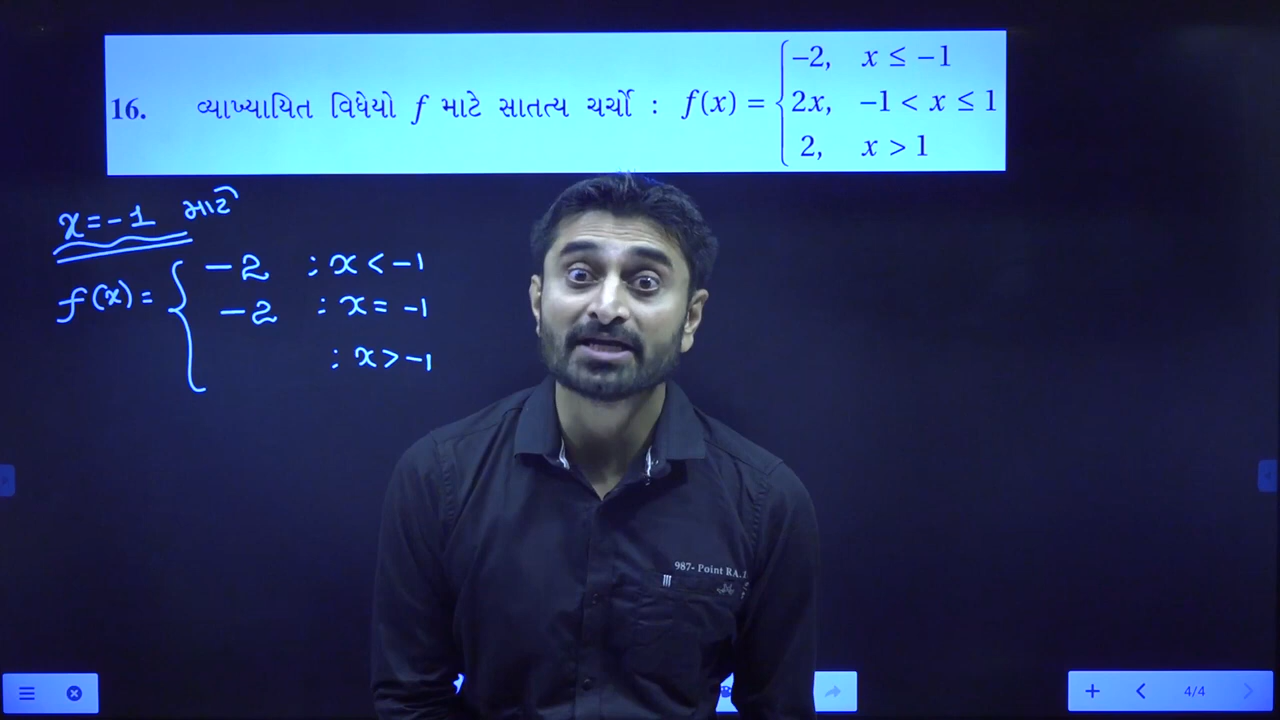 16. વ્યાખ્યાયિત વિધેયો f માટે સાતત્ય ચર્ચો : f(x) = { -2, x ≤ -1
2x, -1 < x ≤ 1
2, x > 1
x = -1 માટે
f(x) = { -2 : x < -1
-2 : x = -1
: x > -1
987- Point RA.
4/4